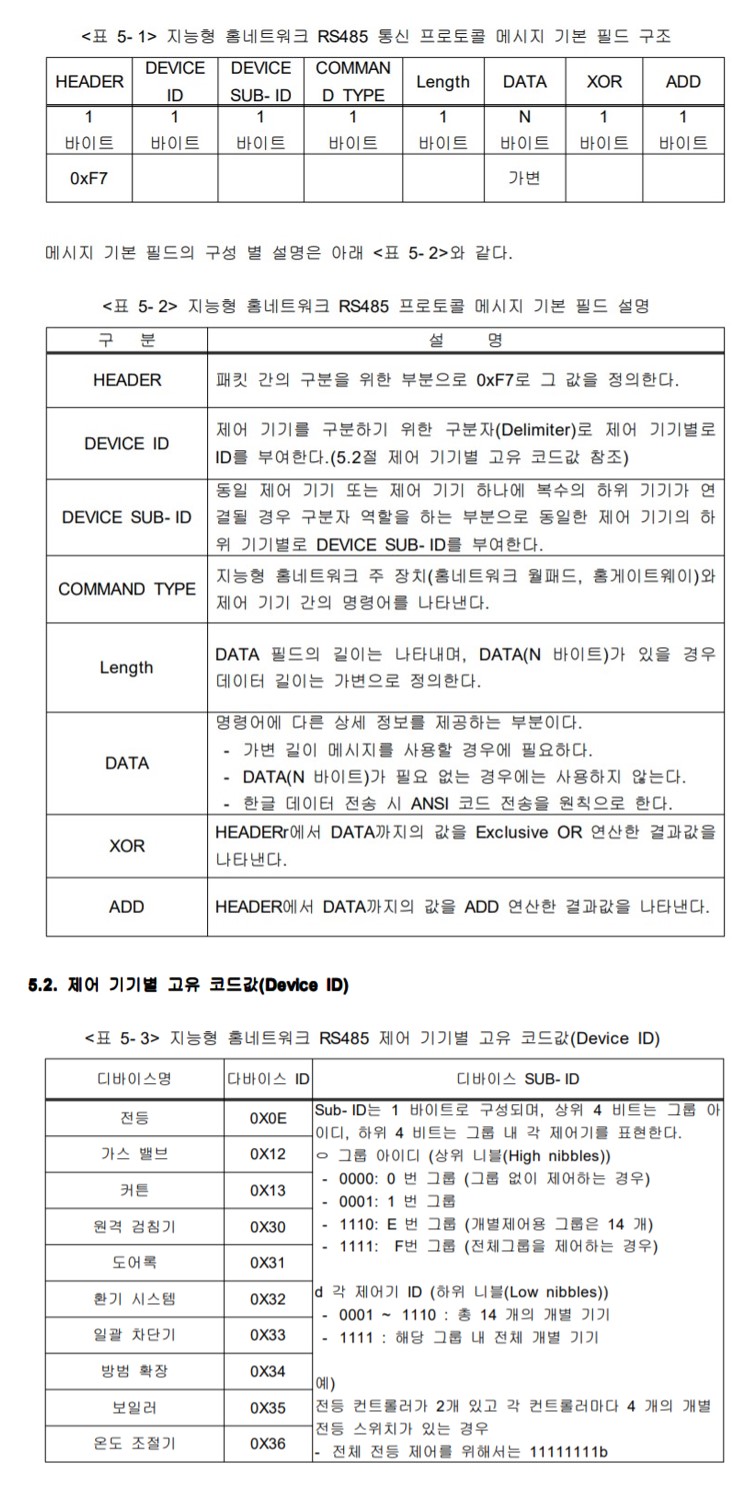 <표 5-1> 지능형 홈네트워크 RS485 통신 프로토콜 메시지 기본 필드 구조
HEADER DEVICE ID DEVICE SUB-ID COMMAN D TYPE Length DATA XOR ADD
1 바이트 1 바이트 1 바이트 1 바이트 1 바이트 N 바이트 1 바이트 1 바이트
0xF7 가변
메시지 기본 필드의 구성 별 설명은 아래 <표 5-2>와 같다.
<표 5-2> 지능형 홈네트워크 RS485 프로토콜 메시지 기본 필드 설명
구 분 설 명
HEADER 패킷 간의 구분을 위한 부분으로 0xF7로 그 값을 정의한다.
DEVICE ID
제어 기기를 구분하기 위한 구분자(Delimiter)로 제어 기기별로
ID를 부여한다.(5.2절 제어 기기별 고유 코드값 참조)
DEVICE SUB-ID
동일 제어 기기 또는 제어 기기 하나에 복수의 하위 기기가 연
결될 경우 구분자 역할을 하는 부분으로 동일한 제어 기기의 하
위 기기별로 DEVICE SUB-ID를 부여한다.
COMMAND TYPE
지능형 홈네트워크 주 장치(홈네트워크 월패드, 홈게이트웨이)와
제어 기기 간의 명령어를 나타낸다.
Length
DATA 필드의 길이는 나타내며, DATA(N 바이트)가 있을 경우
데이터 길이는 가변으로 정의한다.
DATA
명령어에 다른 상세 정보를 제공하는 부분이다.
- 가변 길이 메시지를 사용할 경우에 필요하다.
- DATA(N 바이트)가 필요 없는 경우에는 사용하지 않는다.
- 한글 데이터 전송 시 ANSI 코드 전송을 원칙으로 한다.
XOR
HEADERr에서 DATA까지의 값을 Exclusive OR 연산한 결과값을
나타낸다.
ADD HEADER에서 DATA까지의 값을 ADD 연산한 결과값을 나타낸다.
5.2. 제어 기기별 고유 코드값(Device ID)
<표 5-3> 지능형 홈네트워크 RS485 제어 기기별 고유 코드값(Device ID)
디바이스명 다바이스 ID 디바이스 SUB-ID
전등 0X0E
가스 밸브 0X12
커튼 0X13
원격 검침기 0X30
도어록 0X31
환기 시스템 0X32
일괄 차단기 0X33
방범 확장 0X34
보일러 0X35
온도 조절기 0X36
Sub-ID는 1 바이트로 구성되며, 상위 4 비트는 그룹 아
이디, 하위 4 비트는 그룹 내 각 제어기를 표현한다.
ㅇ 그룹 아이디 (상위 니블(High nibbles))
- 0000: 0 번 그룹 (그룹 없이 제어하는 경우)
- 0001: 1 번 그룹
- 1110: E 번 그룹 (개별제어용 그룹은 14 개)
- 1111: F번 그룹 (전체그룹을 제어하는 경우)
d 각 제어기 ID (하위 니블(Low nibbles))
- 0001 ~ 1110 : 총 14 개의 개별 기기
- 1111 : 해당 그룹 내 전체 개별 기기
예)
전등 컨트롤러가 2개 있고 각 컨트롤러마다 4 개의 개별
전등 스위치가 있는 경우
- 전체 전등 제어를 위해서는 11111111b